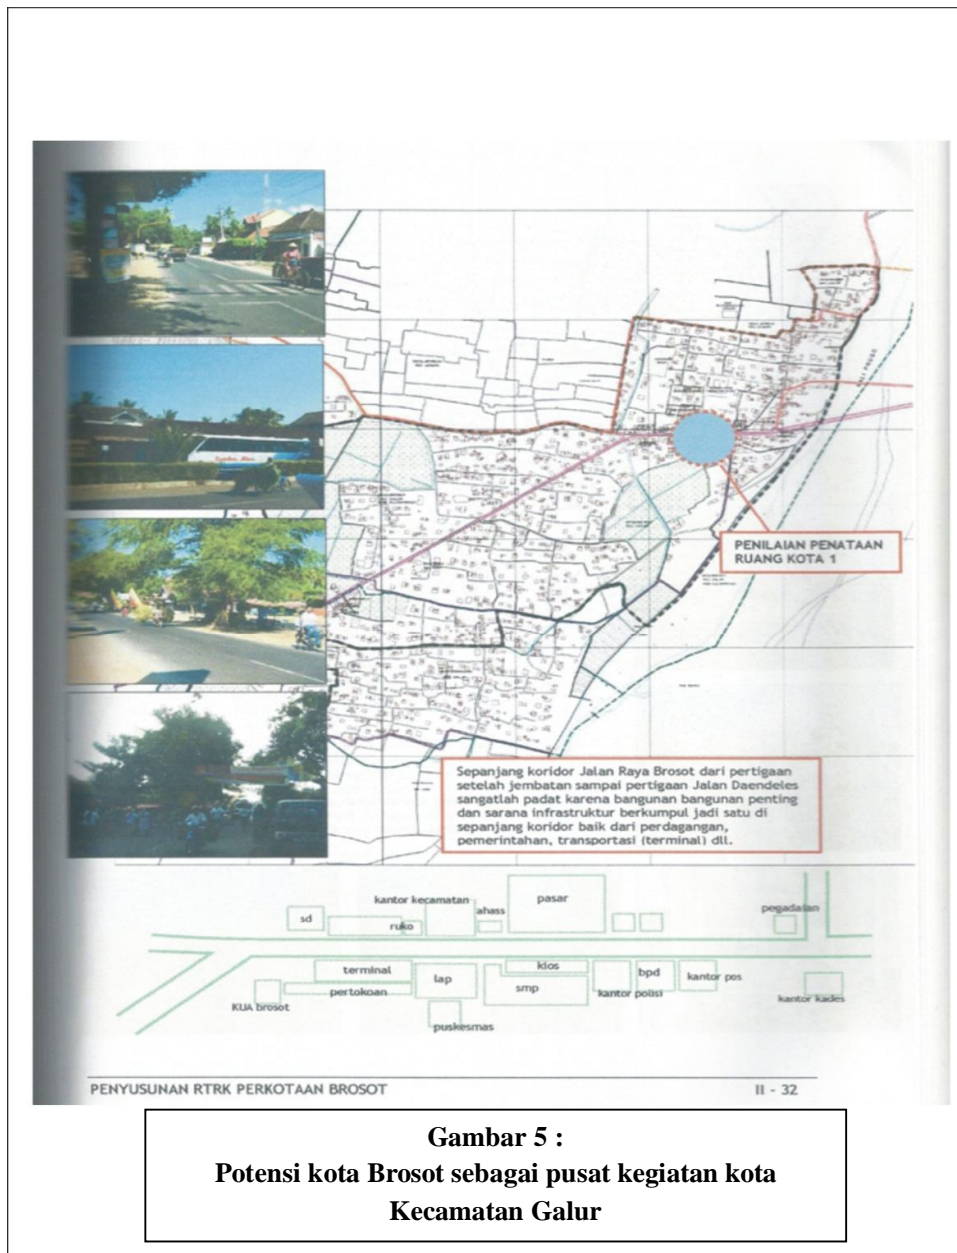 PENILAIAN PENATAAN
RUANG KOTA 1
Sepanjang koridor Jalan Raya Brosot dari pertigaan
setelah jembatan sampai pertigaan Jalan Daendeles
sangatlah padat karena bangunan bangunan penting
dan sarana infrastruktur berkumpul jadi satu di
sepanjang koridor baik dari perdagangan,
pemerintahan, transportasi (terminal) dll.
sd
ruko
kantor kecamatan
ahass
pasar
pegadaian
terminal
pertokoan
KUA brosot
lap
puskesmas
kios
smp
kantor polisi
bpd
kantor pos
kantor kades
PENYUSUNAN RTRK PERKOTAAN BROSOT
II - 32
Gambar 5 :
Potensi kota Brosot sebagai pusat kegiatan kota
Kecamatan Galur